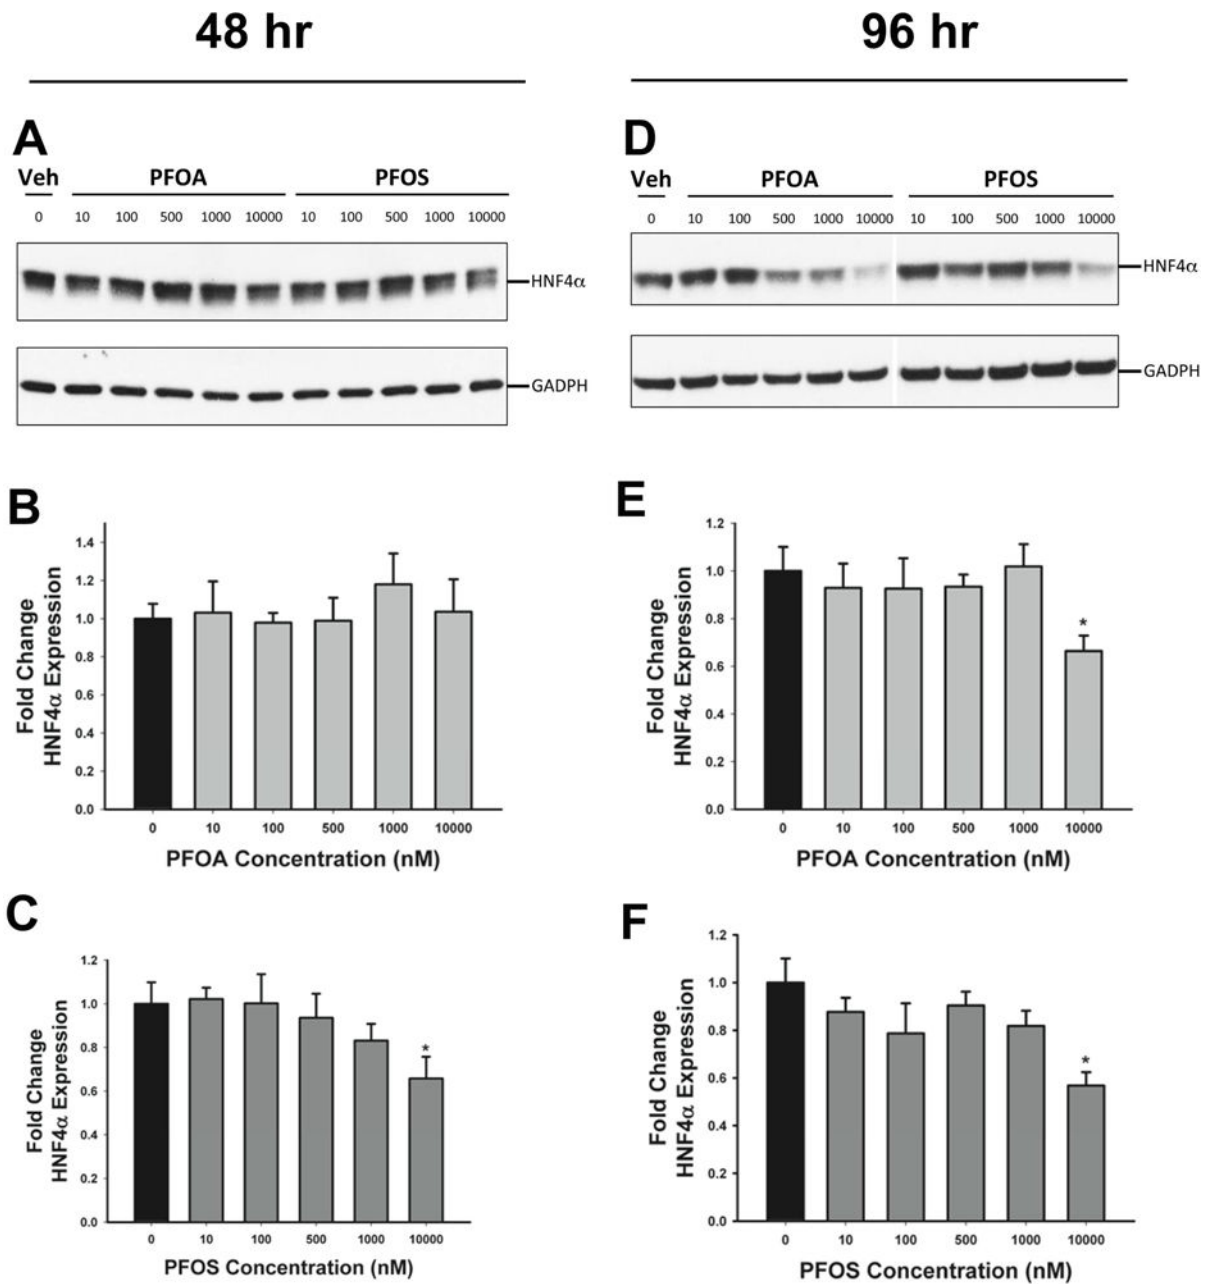 48 hr
96 hr
A
Veh PFOA PFOS
0 10 100 500 1000 10000 10 100 500 1000 10000
HNF4α
GADPH
D
Veh PFOA PFOS
0 10 100 500 1000 10000 10 100 500 1000 10000
HNF4α
GADPH
B
Fold Change
HNF4α Expression
1.4
1.2
1.0
0.8
0.6
0.4
0.2
0.0
0 10 100 500 1000 10000
PFOA Concentration (nM)
E
Fold Change
HNF4α Expression
1.2
1.0
0.8
0.6
0.4
0.2
0.0
*
0 10 100 500 1000 10000
PFOA Concentration (nM)
C
Fold Change
HNF4α Expression
1.2
1.0
0.8
0.6
0.4
0.2
0.0
*
0 10 100 500 1000 10000
PFOS Concentration (nM)
F
Fold Change
HNF4α Expression
1.2
1.0
0.8
0.6
0.4
0.2
0.0
*
0 10 100 500 1000 10000
PFOS Concentration (nM)